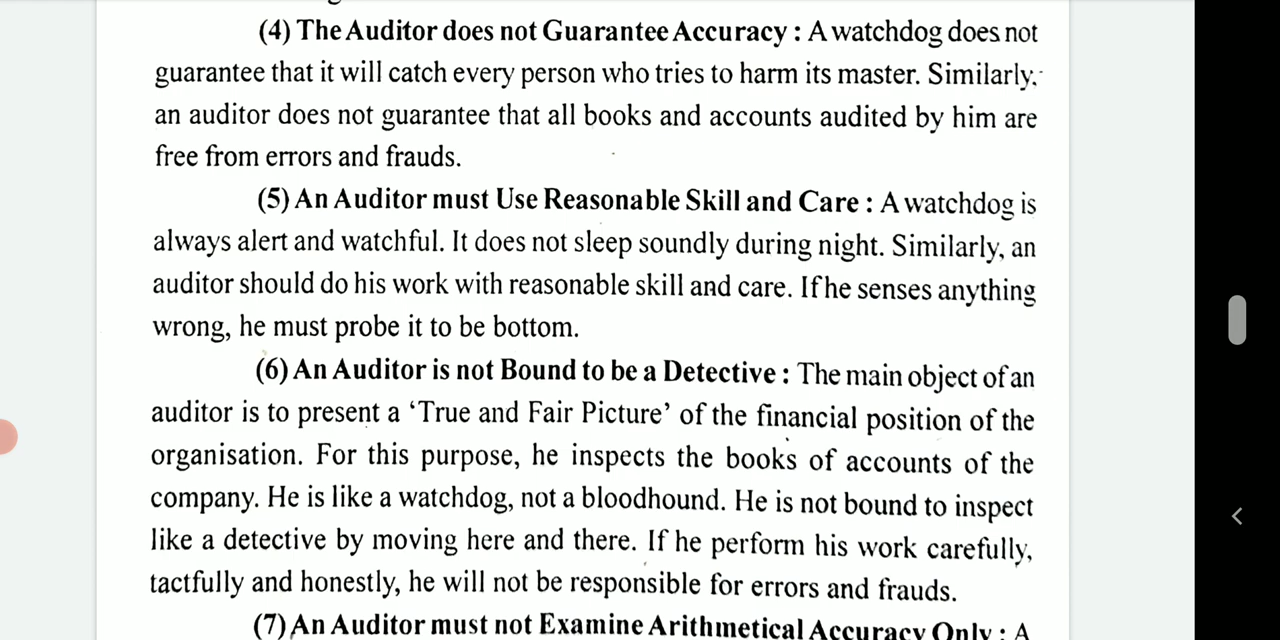 (4) The Auditor does not Guarantee Accuracy : A watchdog does not
guarantee that it will catch every person who tries to harm its master. Similarly,
an auditor does not guarantee that all books and accounts audited by him are
free from errors and frauds.
(5) An Auditor must Use Reasonable Skill and Care : A watchdog is
always alert and watchful. It does not sleep soundly during night. Similarly, an
auditor should do his work with reasonable skill and care. If he senses anything
wrong, he must probe it to be bottom.
(6) An Auditor is not Bound to be a Detective : The main object of an
auditor is to present a ‘True and Fair Picture’ of the financial position of the
organisation. For this purpose, he inspects the books of accounts of the
company. He is like a watchdog, not a bloodhound. He is not bound to inspect
like a detective by moving here and there. If he perform his work carefully,
tactfully and honestly, he will not be responsible for errors and frauds.
(7) An Auditor must not Examine Arithmetical Accuracy Only : A